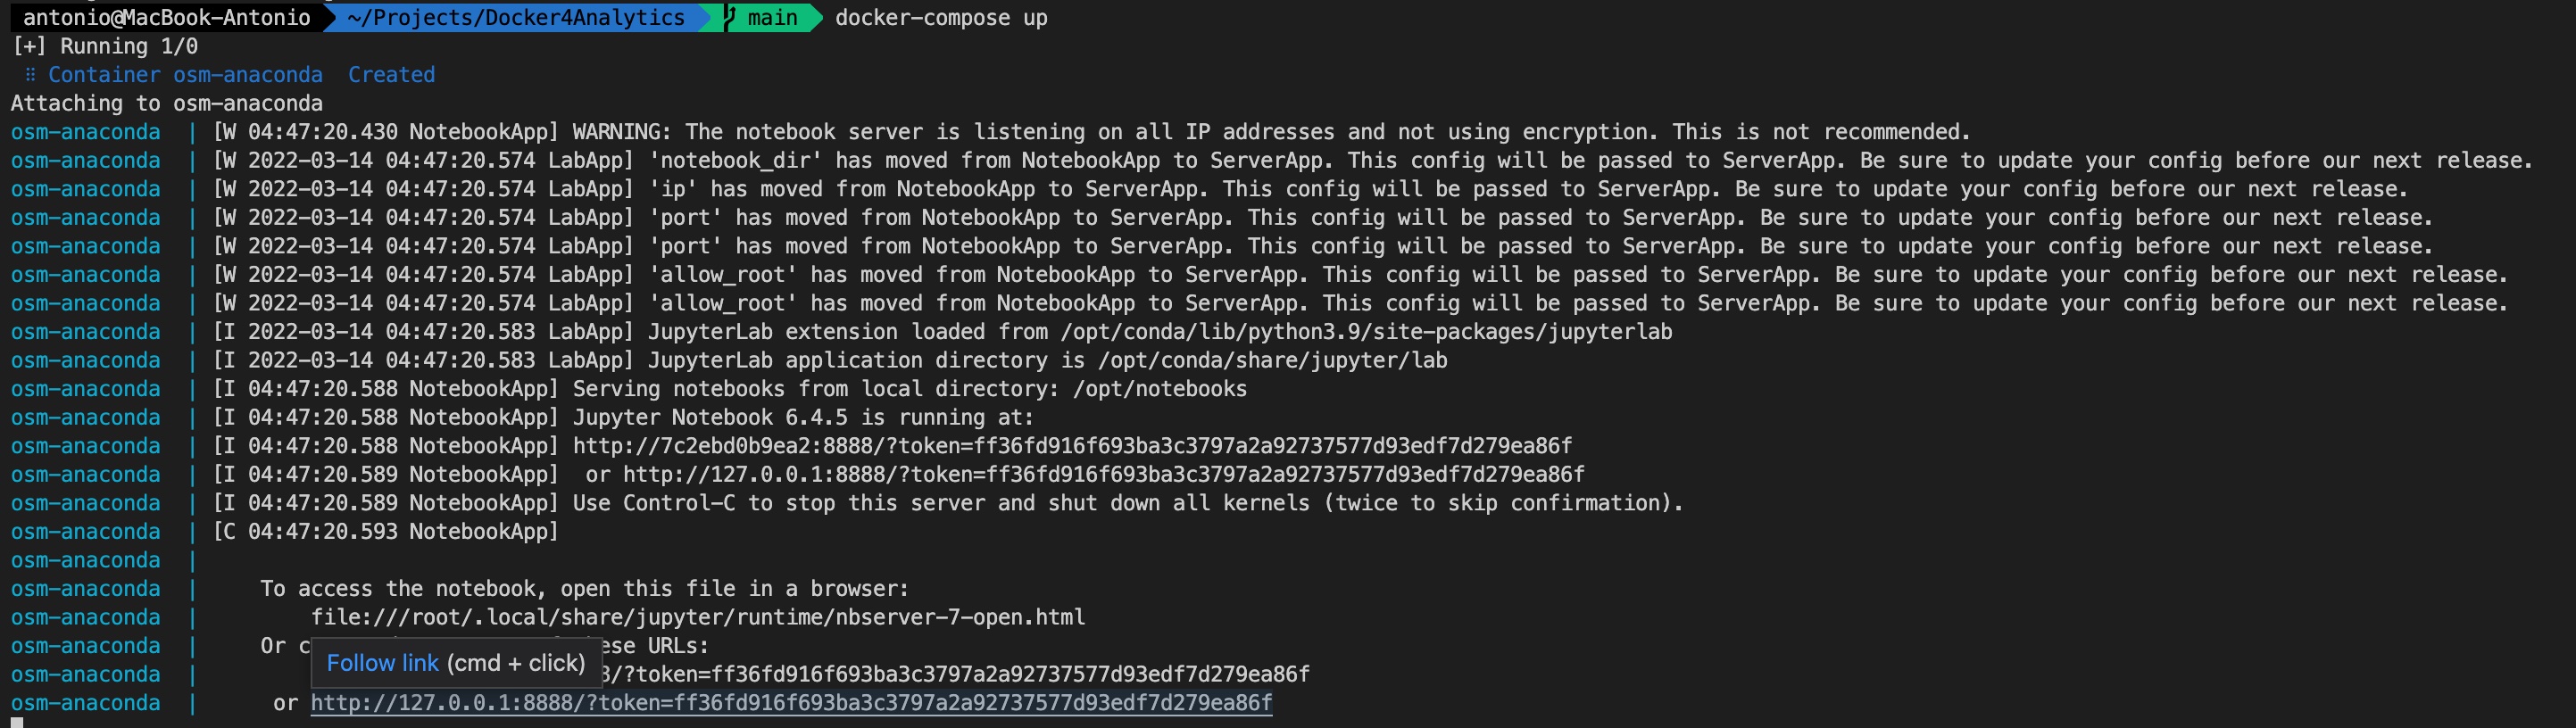 antonio@MacBook-Antonio ~/Projects/Docker4Analytics main docker-compose up
[+] Running 1/0
⠿ Container osm-anaconda  Created
Attaching to osm-anaconda
osm-anaconda  | [W 04:47:20.430 NotebookApp] WARNING: The notebook server is listening on all IP addresses and not using encryption. This is not recommended.
osm-anaconda  | [W 2022-03-14 04:47:20.574 LabApp] 'notebook_dir' has moved from NotebookApp to ServerApp. This config will be passed to ServerApp. Be sure to update your config before our next release.
osm-anaconda  | [W 2022-03-14 04:47:20.574 LabApp] 'ip' has moved from NotebookApp to ServerApp. This config will be passed to ServerApp. Be sure to update your config before our next release.
osm-anaconda  | [W 2022-03-14 04:47:20.574 LabApp] 'port' has moved from NotebookApp to ServerApp. This config will be passed to ServerApp. Be sure to update your config before our next release.
osm-anaconda  | [W 2022-03-14 04:47:20.574 LabApp] 'port' has moved from NotebookApp to ServerApp. This config will be passed to ServerApp. Be sure to update your config before our next release.
osm-anaconda  | [W 2022-03-14 04:47:20.574 LabApp] 'allow_root' has moved from NotebookApp to ServerApp. This config will be passed to ServerApp. Be sure to update your config before our next release.
osm-anaconda  | [W 2022-03-14 04:47:20.574 LabApp] 'allow_root' has moved from NotebookApp to ServerApp. This config will be passed to ServerApp. Be sure to update your config before our next release.
osm-anaconda  | [I 2022-03-14 04:47:20.583 LabApp] JupyterLab extension loaded from /opt/conda/lib/python3.9/site-packages/jupyterlab
osm-anaconda  | [I 2022-03-14 04:47:20.583 LabApp] JupyterLab application directory is /opt/conda/share/jupyter/lab
osm-anaconda  | [I 04:47:20.588 NotebookApp] Serving notebooks from local directory: /opt/notebooks
osm-anaconda  | [I 04:47:20.588 NotebookApp] Jupyter Notebook 6.4.5 is running at:
osm-anaconda  | [I 04:47:20.588 NotebookApp] http://7c2ebd0b9ea2:8888/?token=ff36fd916f693ba3c3797a2a92737577d93edf7d279ea86f
osm-anaconda  | [I 04:47:20.589 NotebookApp]  or http://127.0.0.1:8888/?token=ff36fd916f693ba3c3797a2a92737577d93edf7d279ea86f
osm-anaconda  | [I 04:47:20.589 NotebookApp] Use Control-C to stop this server and shut down all kernels (twice to skip confirmation).
osm-anaconda  | [C 04:47:20.593 NotebookApp]
osm-anaconda  |
osm-anaconda  |     To access the notebook, open this file in a browser:
osm-anaconda  |         file:///root/.local/share/jupyter/runtime/nbserver-7-open.html
osm-anaconda  |     Or URLs:
Follow link (cmd + click)
osm-anaconda  | /?token=ff36fd916f693ba3c3797a2a92737577d93edf7d279ea86f
osm-anaconda  |      or http://127.0.0.1:8888/?token=ff36fd916f693ba3c3797a2a92737577d93edf7d279ea86f